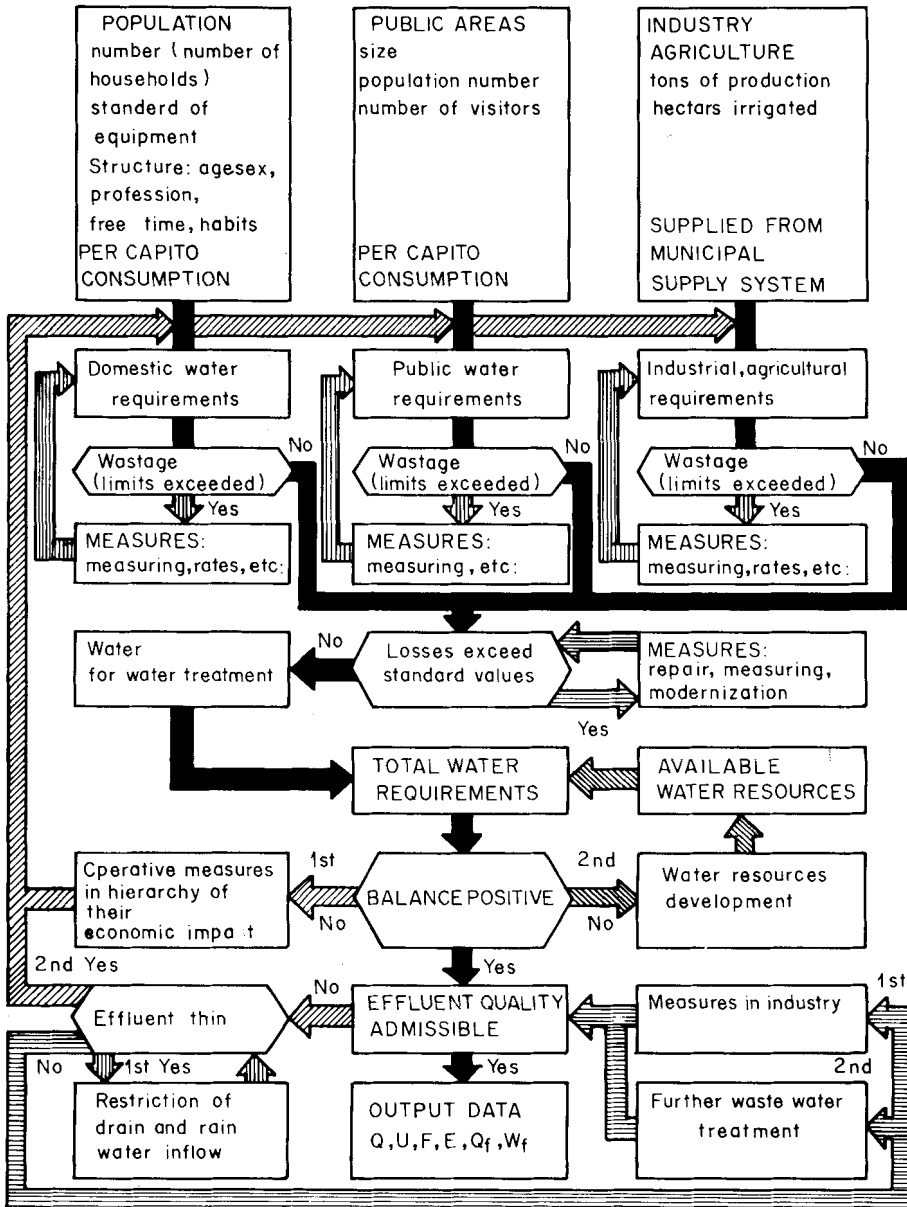 POPULATION
number (number of
households)
standerd of
equipment
Structure: agesex,
profession,
free time, habits
PER CAPITO
CONSUMPTION
PUBLIC AREAS
size
population number
number of visitors
PER CAPITO
CONSUMPTION
INDUSTRY
AGRICULTURE
tons of production
hectars irrigated
SUPPLIED FROM
MUNICIPAL
SUPPLY SYSTEM
Domestic water
requirements
Public water
requirements
Industrial, agricultural
requirements
No
No
No
Wastage
(limits exceeded)
Wastage
(limits exceeded)
Wastage
(limits exceeded)
Yes
Yes
Yes
MEASURES:
measuring, rates, etc:
MEASURES:
measuring, etc:
MEASURES:
measuring, rates, etc:
Water
for water treatment
No
Losses exceed
standard values
MEASURES:
repair, measuring,
modernization
Yes
TOTAL WATER
REQUIREMENTS
AVAILABLE
WATER RESOURCES
Cperative measures
in hierarchy of
their
economic impact
1st
No
BALANCE POSITIVE
2nd
No
Water resources
development
2nd Yes
Yes
No
1st
Effluent thin
EFFLUENT QUALITY
ADMISSIBLE
Measures in industry
No
1st Yes
Yes
2nd
Restriction of
drain and rain
water inflow
OUTPUT DATA
Q, U, F, E, Qf, Wf
Further waste water
treatment